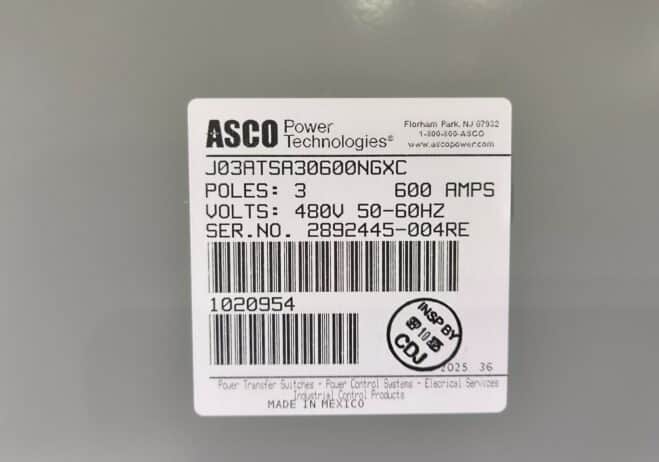 ASCO Power Technologies®
Florham Park, NJ 07932
1-800-800-ASCO
www.ascopower.com
J03ATSA30600NGXC
POLES: 3 600 AMPS
VOLTS: 480V 50-60HZ
SER.NO. 2892445-004RE
1020954
INSP BY
10
CDJ
2025 36
Power Transfer Switches - Power Control Systems - Electrical Services
Industrial Control Products
MADE IN MEXICO